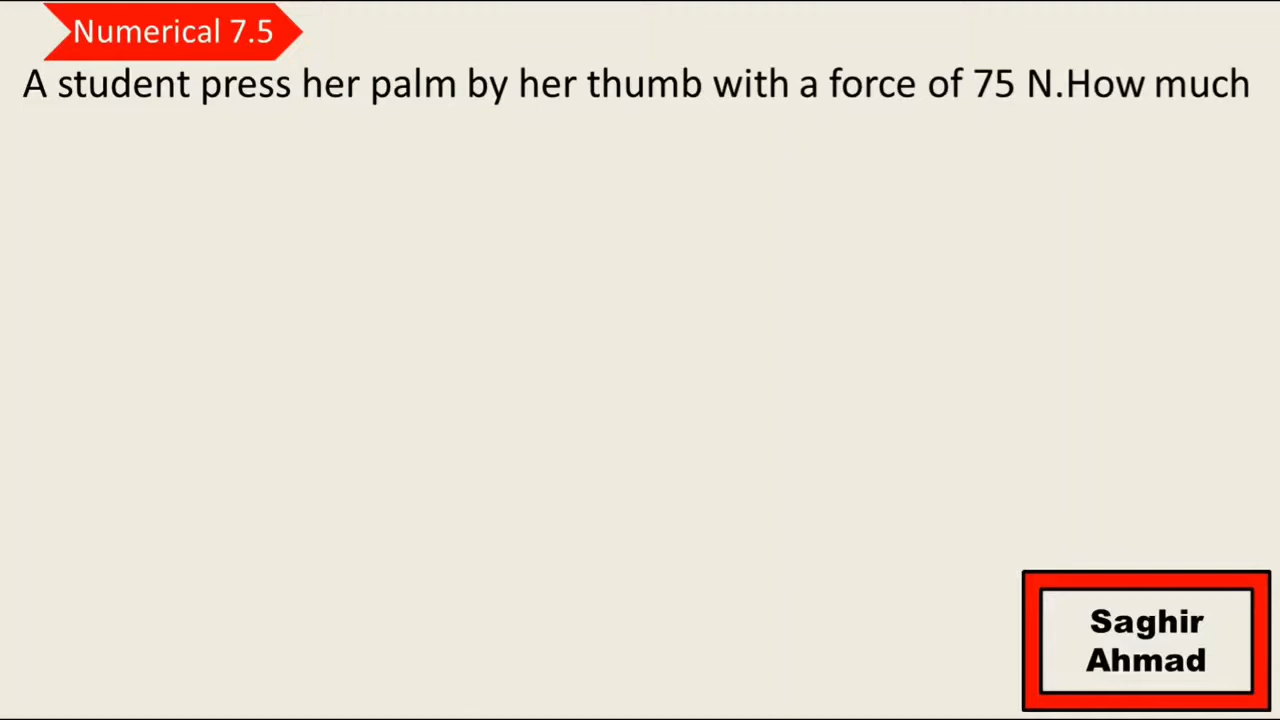 Numerical 7.5
A student press her palm by her thumb with a force of 75 N.How much
Saghir
Ahmad